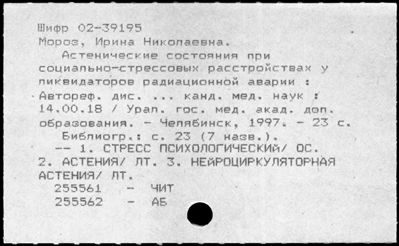 Шифр 02-39195
Мороз, Ирина Николаевна.
Астенические состояния при
социально-стрессовых расстройствах у
ликвидаторов радиационной аварии :
Автореф. дис. ... канд. мед. наук :
14.00.18 / Урал. гос. мед. акад. доп.
образования. - Челябинск, 1997. - 23 с.
Библиогр.: с. 23 (7 назв.).
-- 1. СТРЕСС ПСИХОЛОГИЧЕСКИЙ/ ОС.
2. АСТЕНИЯ/ ЛТ. 3. НЕЙРОЦИРКУЛЯТОРНАЯ
АСТЕНИЯ/ ЛТ.
255561 - ЧИТ
255562 - АБ